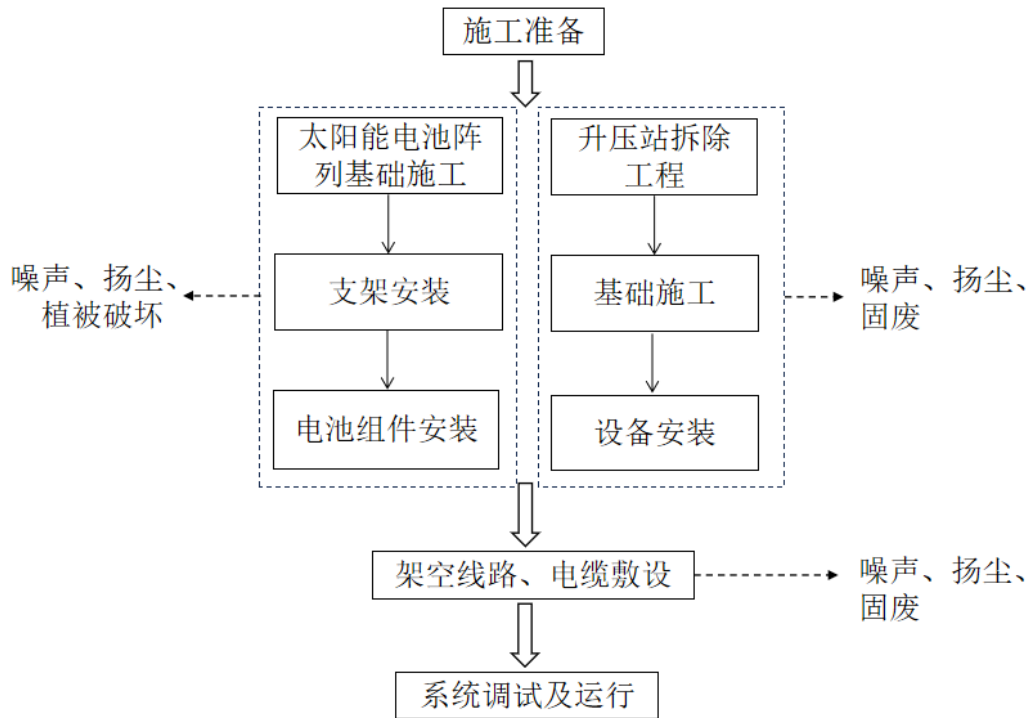 施工准备
太阳能电池阵
列基础施工
升压站拆除
工程
噪声、扬尘、
植被破坏
支架安装
基础施工
噪声、扬尘、
固废
电池组件安装
设备安装
架空线路、电缆敷设
噪声、扬尘、
固废
系统调试及运行